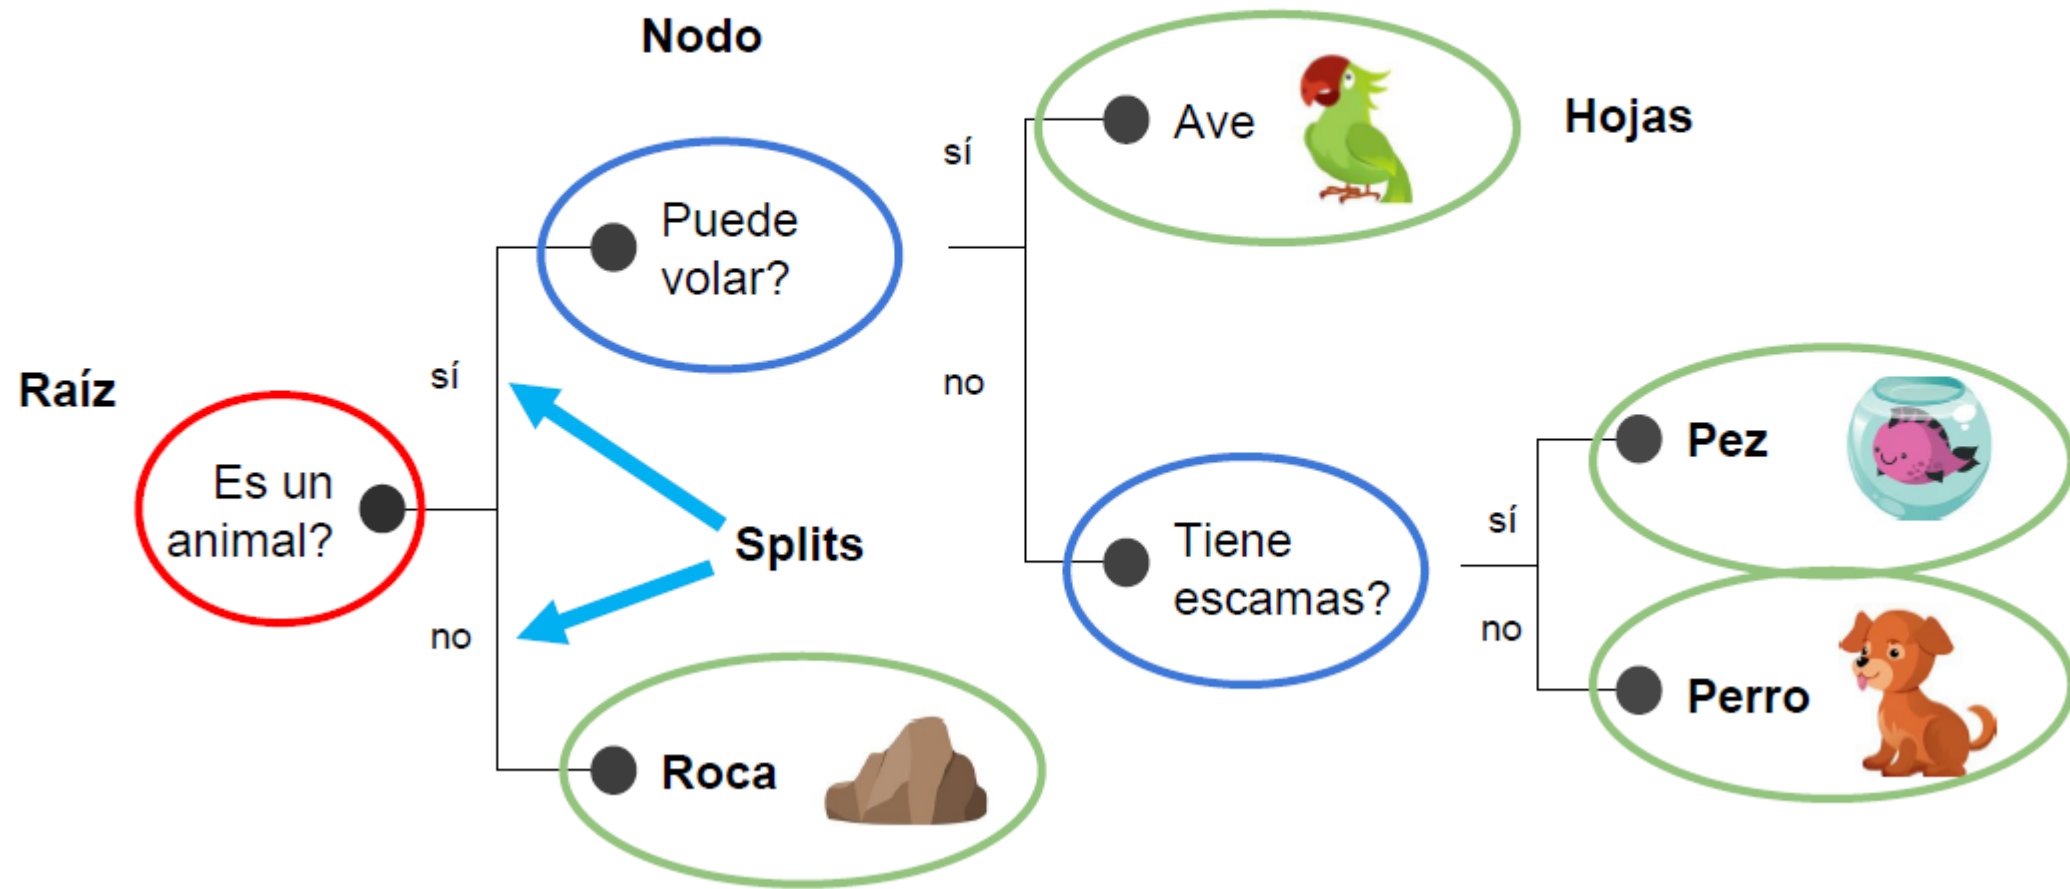 Nodo
Ave
Hojas
sí
Puede
volar?
sí
no
Raíz
Pez
Es un
animal?
Splits
Tiene
escamas?
sí
no
no
Perro
Roca